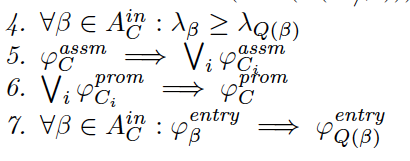 4. ∀β ∈ A_C^{in} : λ_β ≥ λ_{Q(β)}
5. φ_C^{assm} ⟹ ⋁_i φ_{C_i}^{assm}
6. ⋁_i φ_{C_i}^{prom} ⟹ φ_C^{prom}
7. ∀β ∈ A_C^{in} : φ_β^{entry} ⟹ φ_{Q(β)}^{entry}